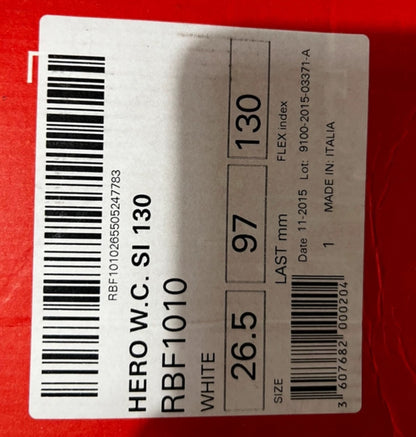 RBF1010265505247783
HERO W.C. SI 130
RBF1010
WHITE
26.5 97 130
SIZE LAST mm FLEX index
Date 11-2015 Lot: 9100-2015-03371-A
1 MADE IN: ITALIA
3 607682 000204